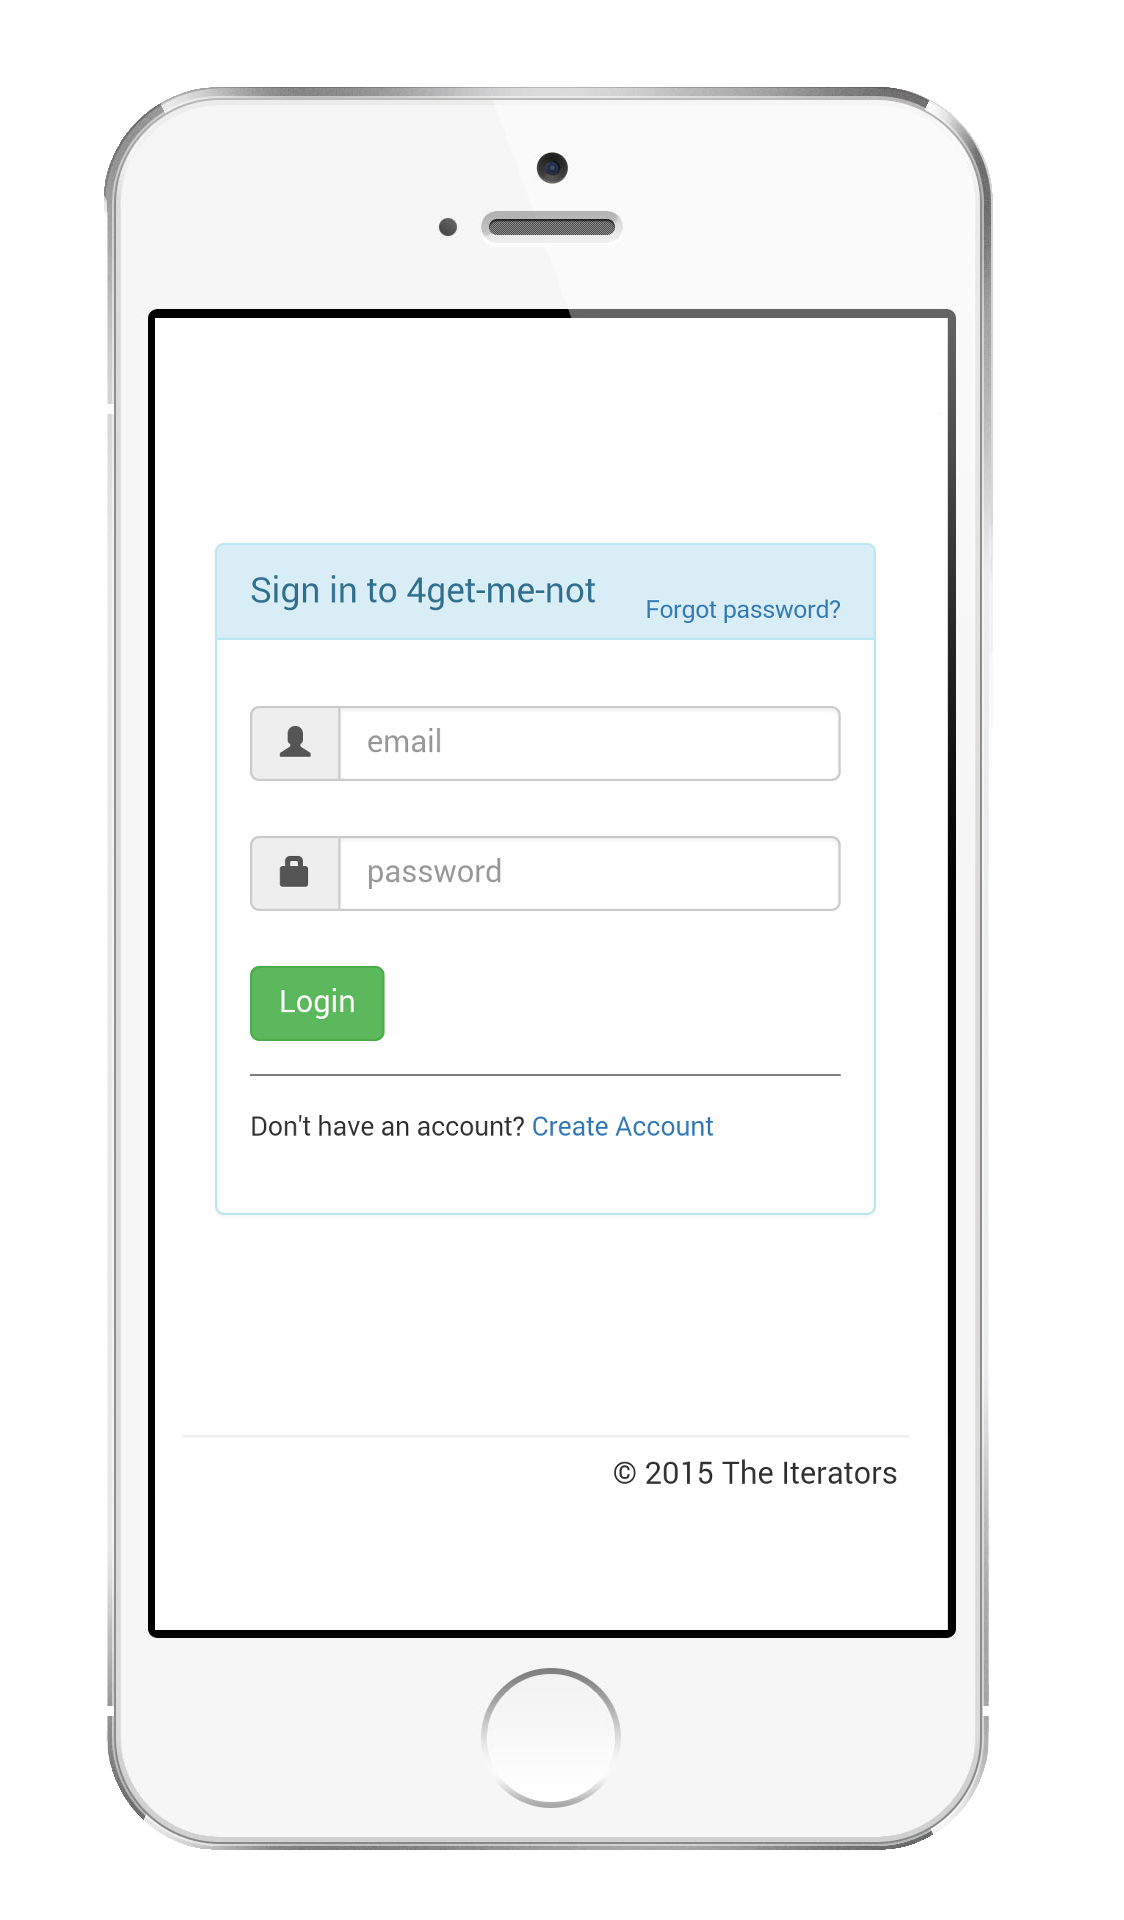 Sign in to 4get-me-not
Forgot password?
email
password
Login
Don't have an account? Create Account
© 2015 The Iterators